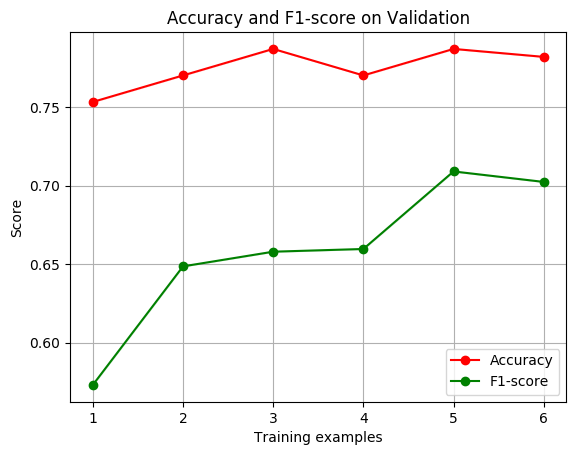 Accuracy and F1-score on Validation
Score
0.75
0.70
0.65
0.60
Accuracy
F1-score
1 2 3 4 5 6
Training examples